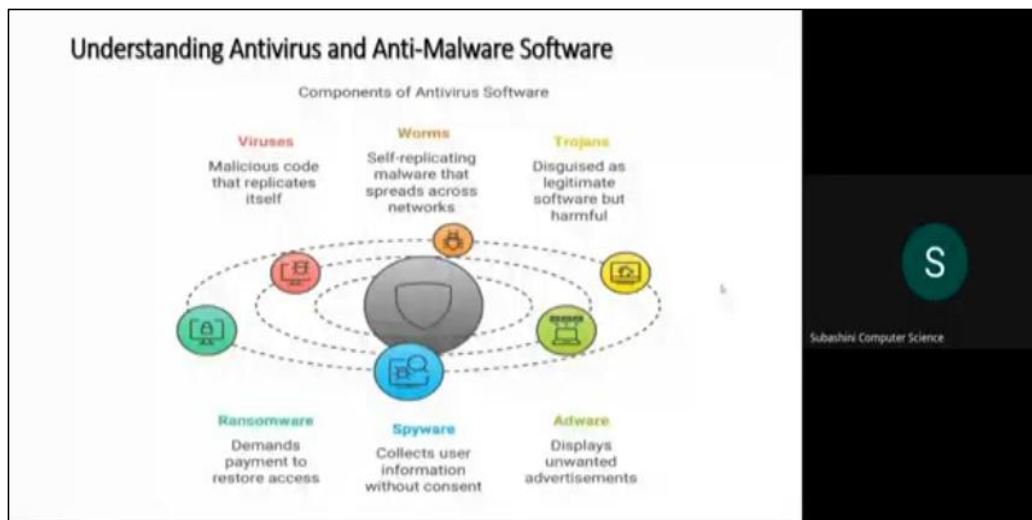 Understanding Antivirus and Anti-Malware Software
Components of Antivirus Software
Viruses
Malicious code
that replicates
itself
Worms
Self-replicating
malware that
spreads across
networks
Trojans
Disguised as
legitimate
software but
harmful
Ransomware
Demands
payment to
restore access
Spyware
Collects user
information
without consent
Adware
Displays
unwanted
advertisements
S
Subashini Computer Science